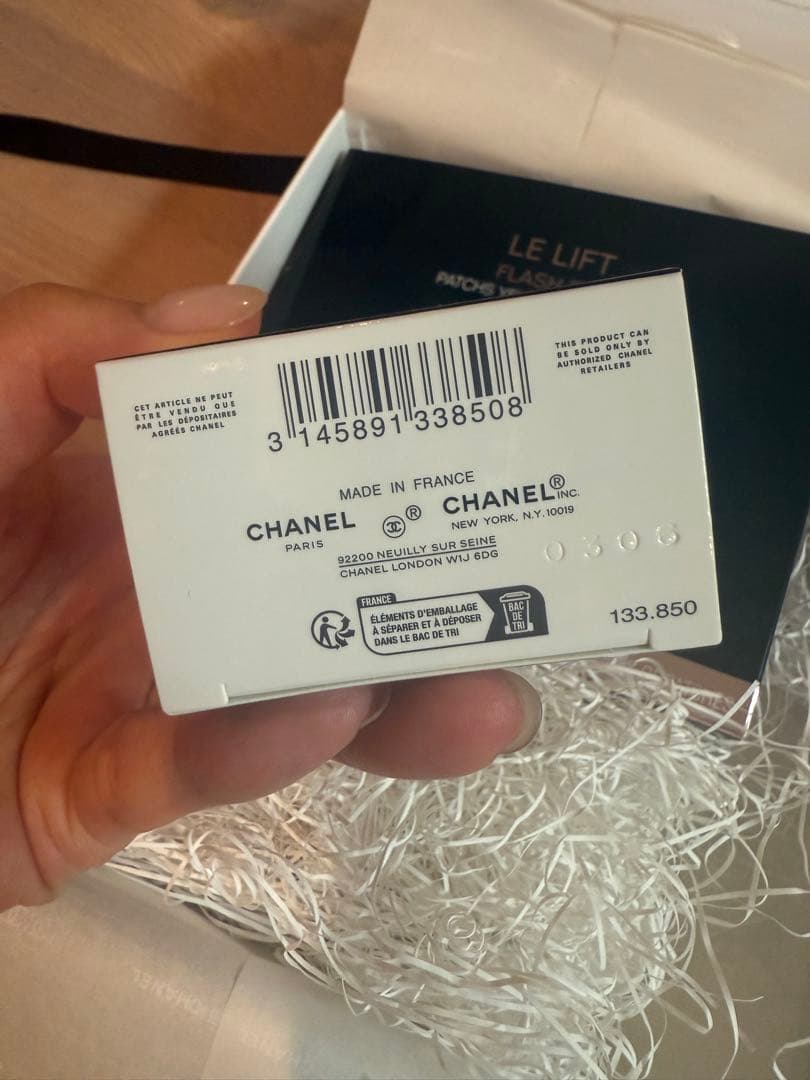 LE LIFT
FLASH
PATCHS
CET ARTICLE NE PEUT
ÊTRE VENDU QUE
PAR LES DÉPOSITAIRES
AGRÉÉS CHANEL
3 145891 338508
THIS PRODUCT CAN
BE SOLD ONLY BY
AUTHORIZED CHANEL
RETAILERS
MADE IN FRANCE
CHANEL
PARIS
®
CHANEL® INC.
NEW YORK, N.Y. 10019
92200 NEUILLY SUR SEINE
CHANEL LONDON W1J 6DG
0306
FRANCE
ÉLÉMENTS D'EMBALLAGE
À SÉPARER ET À DÉPOSER
DANS LE BAC DE TRI
BAC
DE
TRI
133.850